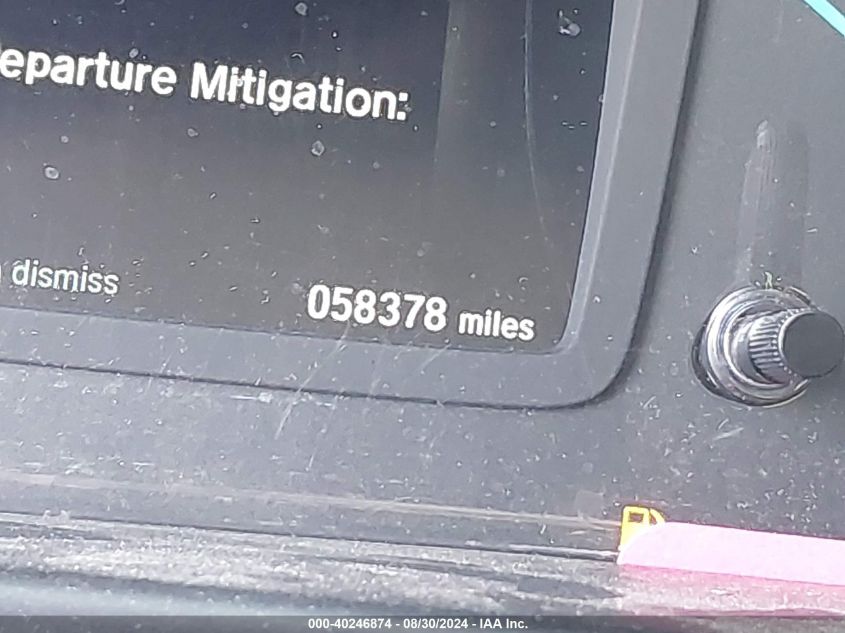 eparture Mitigation:
dismiss
058378 miles
000-40246874 - 08/30/2024 - IAA Inc.